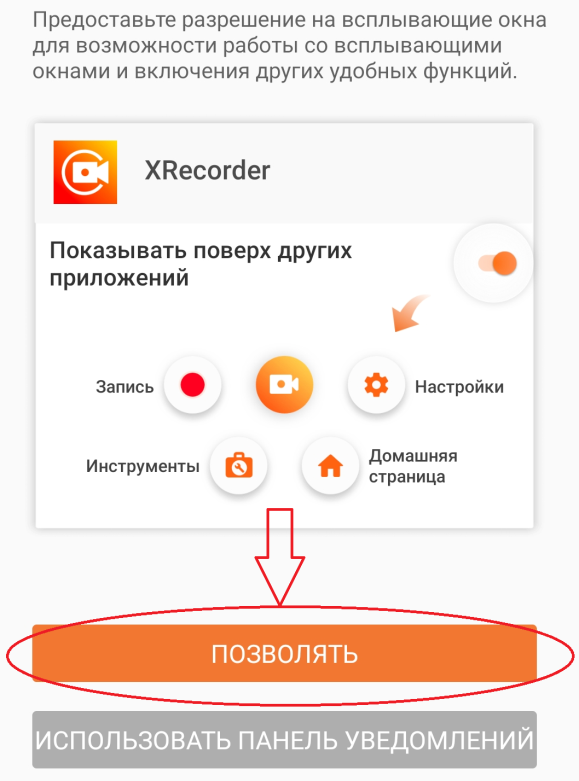 Предоставьте разрешение на всплывающие окна
для возможности работы со всплывающими
окнами и включения других удобных функций.
XRecorder
Показывать поверх других
приложений
Запись
Настройки
Инструменты
Домашняя
страница
ПОЗВОЛЯТЬ
ИСПОЛЬЗОВАТЬ ПАНЕЛЬ УВЕДОМЛЕНИЙ